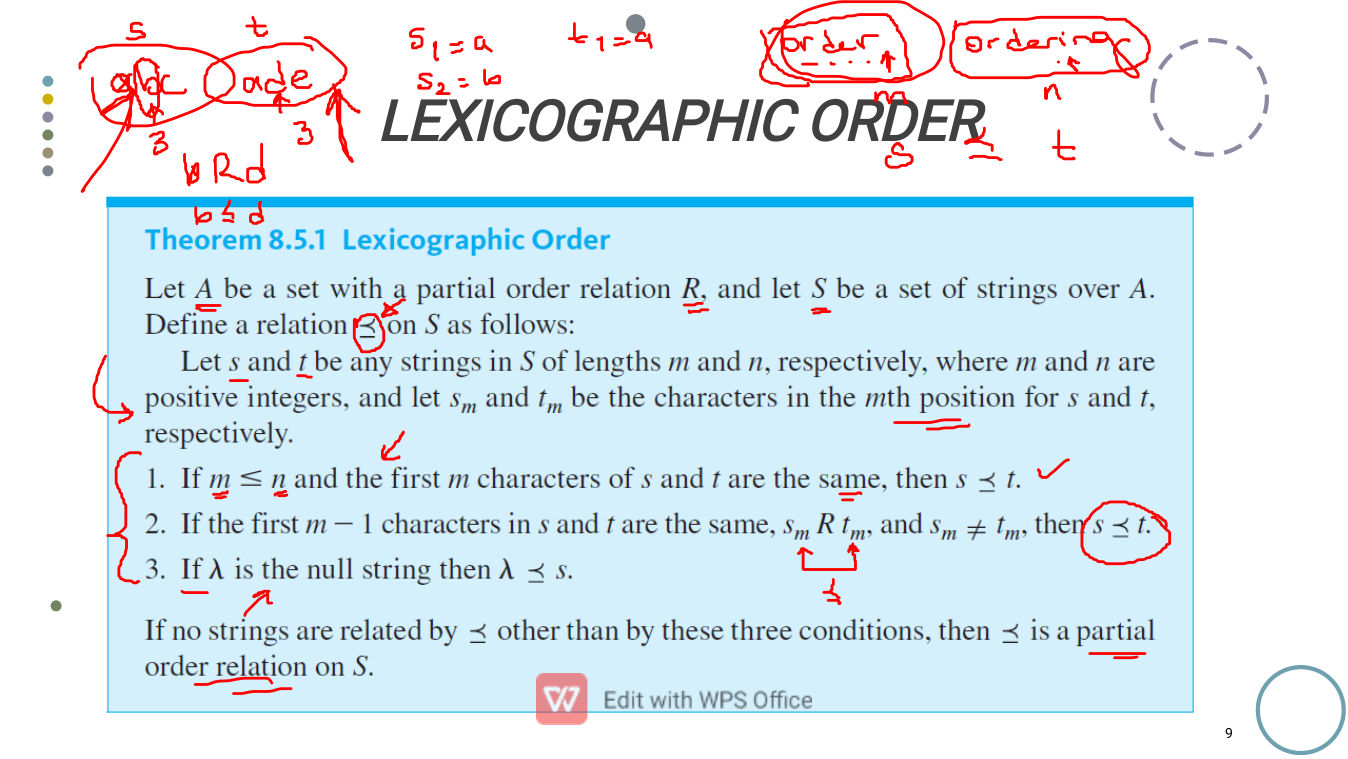 s t s₁ = a t₁ = a order ordering
abc ade s₂ = b
m n
3 3
LEXICOGRAPHIC ORDER
s ≤ t
b R d
b ≤ d
Theorem 8.5.1 Lexicographic Order
Let A be a set with a partial order relation R, and let S be a set of strings over A.
Define a relation ⪯ on S as follows:
Let s and t be any strings in S of lengths m and n, respectively, where m and n are
positive integers, and let sₘ and tₘ be the characters in the mth position for s and t,
respectively.
1. If m ≤ n and the first m characters of s and t are the same, then s ⪯ t.
2. If the first m − 1 characters in s and t are the same, sₘ R tₘ, and sₘ ≠ tₘ, then s ⪯ t.
3. If λ is the null string then λ ⪯ s.
If no strings are related by ⪯ other than by these three conditions, then ⪯ is a partial
order relation on S.
Edit with WPS Office
9